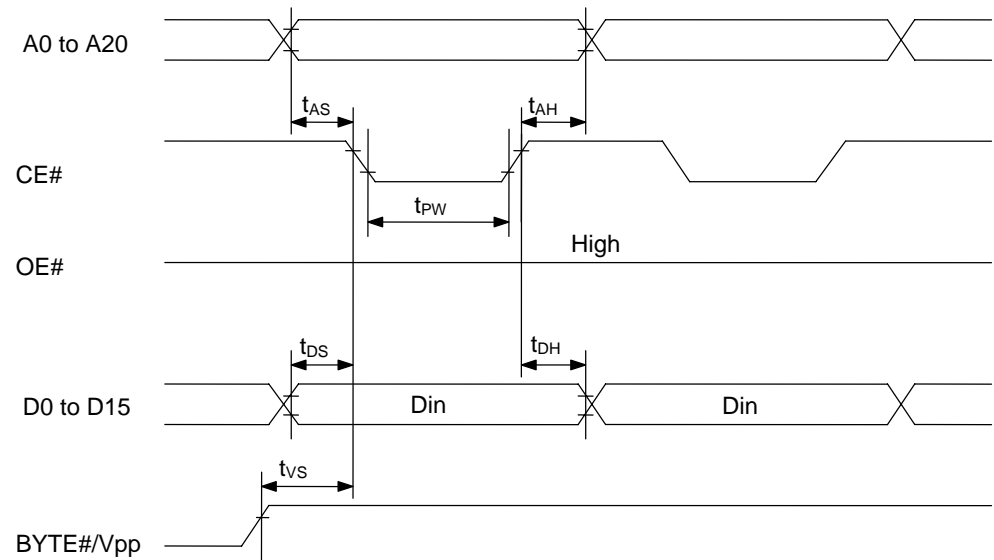 A0 to A20
tAS
tAH
CE#
tPW
High
OE#
tDS
tDH
D0 to D15
Din
Din
tVS
BYTE#/Vpp